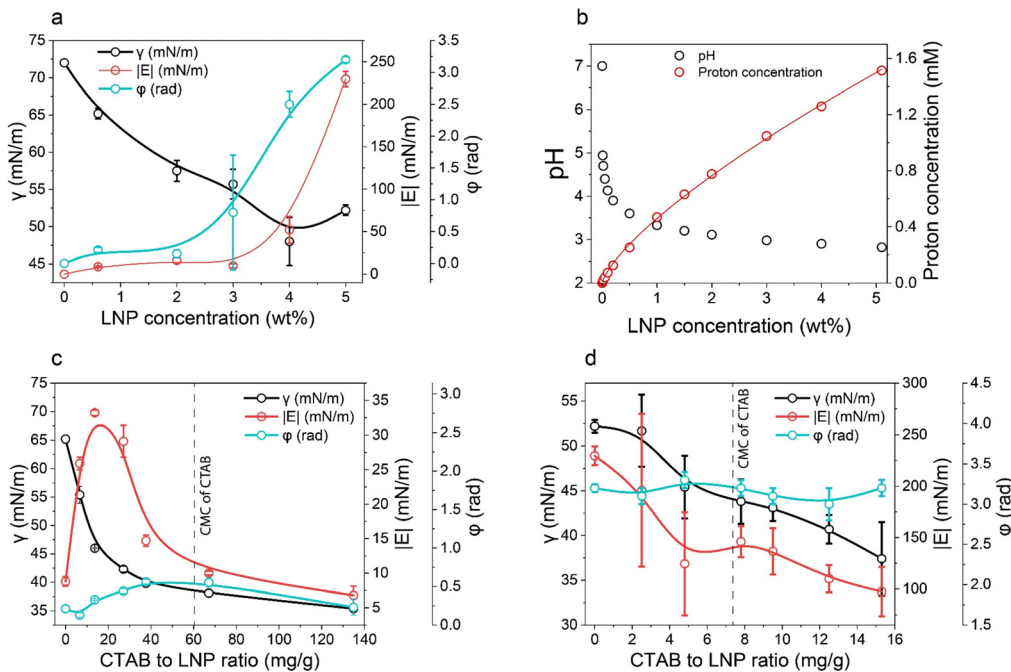 a
75
70
65
60
55
50
45
γ (mN/m)
γ (mN/m)
|E| (mN/m)
φ (rad)
250
200
150
100
50
0
|E| (mN/m)
3.5
3.0
2.5
2.0
1.5
1.0
0.5
0.0
φ (rad)
0 1 2 3 4 5
LNP concentration (wt%)
b
8
7
6
5
4
3
2
pH
pH
Proton concentration
1.6
1.2
0.8
0.4
0.0
Proton concentration (mM)
0 1 2 3 4 5
LNP concentration (wt%)
c
75
70
65
60
55
50
45
40
35
γ (mN/m)
CMC of CTAB
γ (mN/m)
|E| (mN/m)
φ (rad)
35
30
25
20
15
10
5
|E| (mN/m)
3.0
2.5
2.0
1.5
1.0
0.5
0.0
φ (rad)
0 20 40 60 80 100 120 140
CTAB to LNP ratio (mg/g)
d
55
50
45
40
35
30
γ (mN/m)
γ (mN/m)
|E| (mN/m)
φ (rad)
CMC of CTAB
300
250
200
150
100
|E| (mN/m)
4.5
4.0
3.5
3.0
2.5
2.0
1.5
φ (rad)
0 2 4 6 8 10 12 14 16
CTAB to LNP ratio (mg/g)